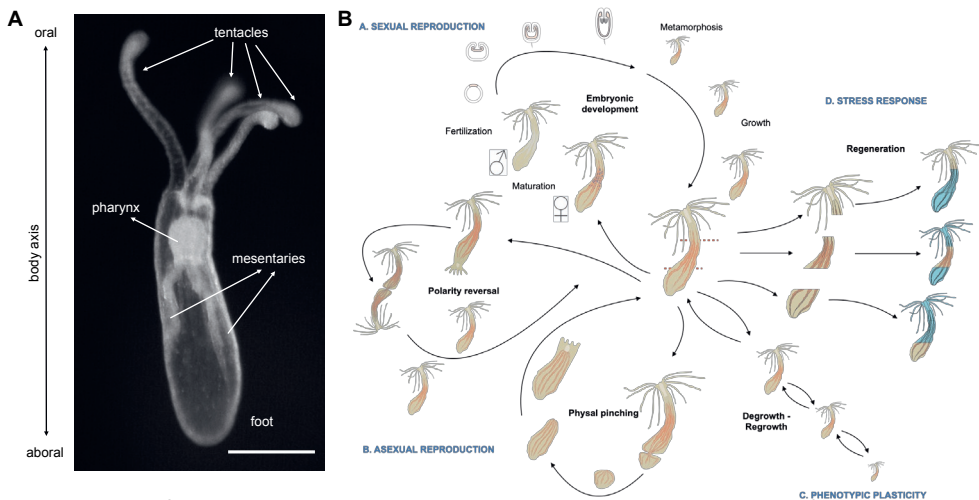 A
oral
tentacles
pharynx
body axis
mesentaries
foot
aboral
B
A. SEXUAL REPRODUCTION
Metamorphosis
Embryonic
development
D. STRESS RESPONSE
Fertilization
Growth
Regeneration
Maturation
Polarity reversal
Physal pinching
Degrowth -
Regrowth
B. ASEXUAL REPRODUCTION
C. PHENOTYPIC PLASTICITY